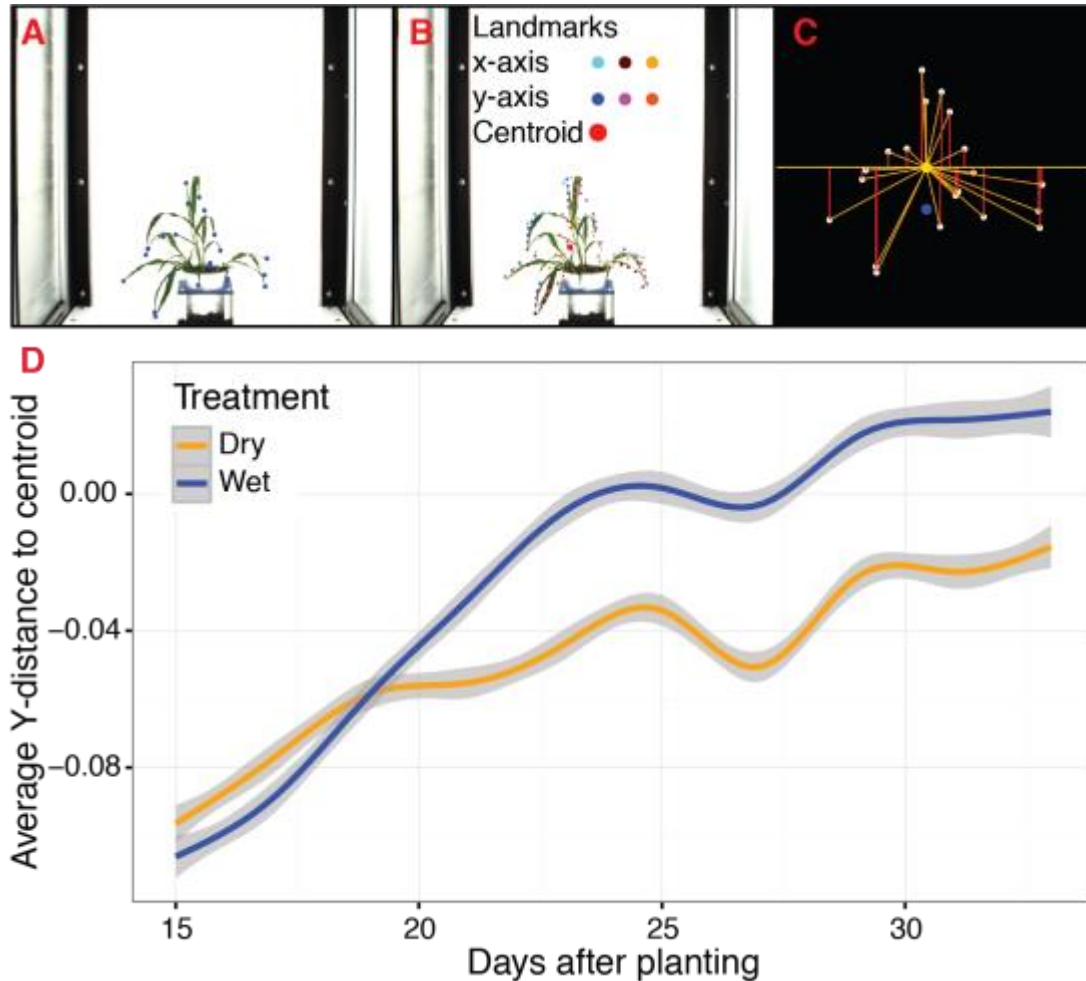 A
B
Landmarks
x-axis
y-axis
Centroid
C
D
Treatment
Dry
Wet
Average Y-distance to centroid
0.00
−0.04
−0.08
15 20 25 30
Days after planting